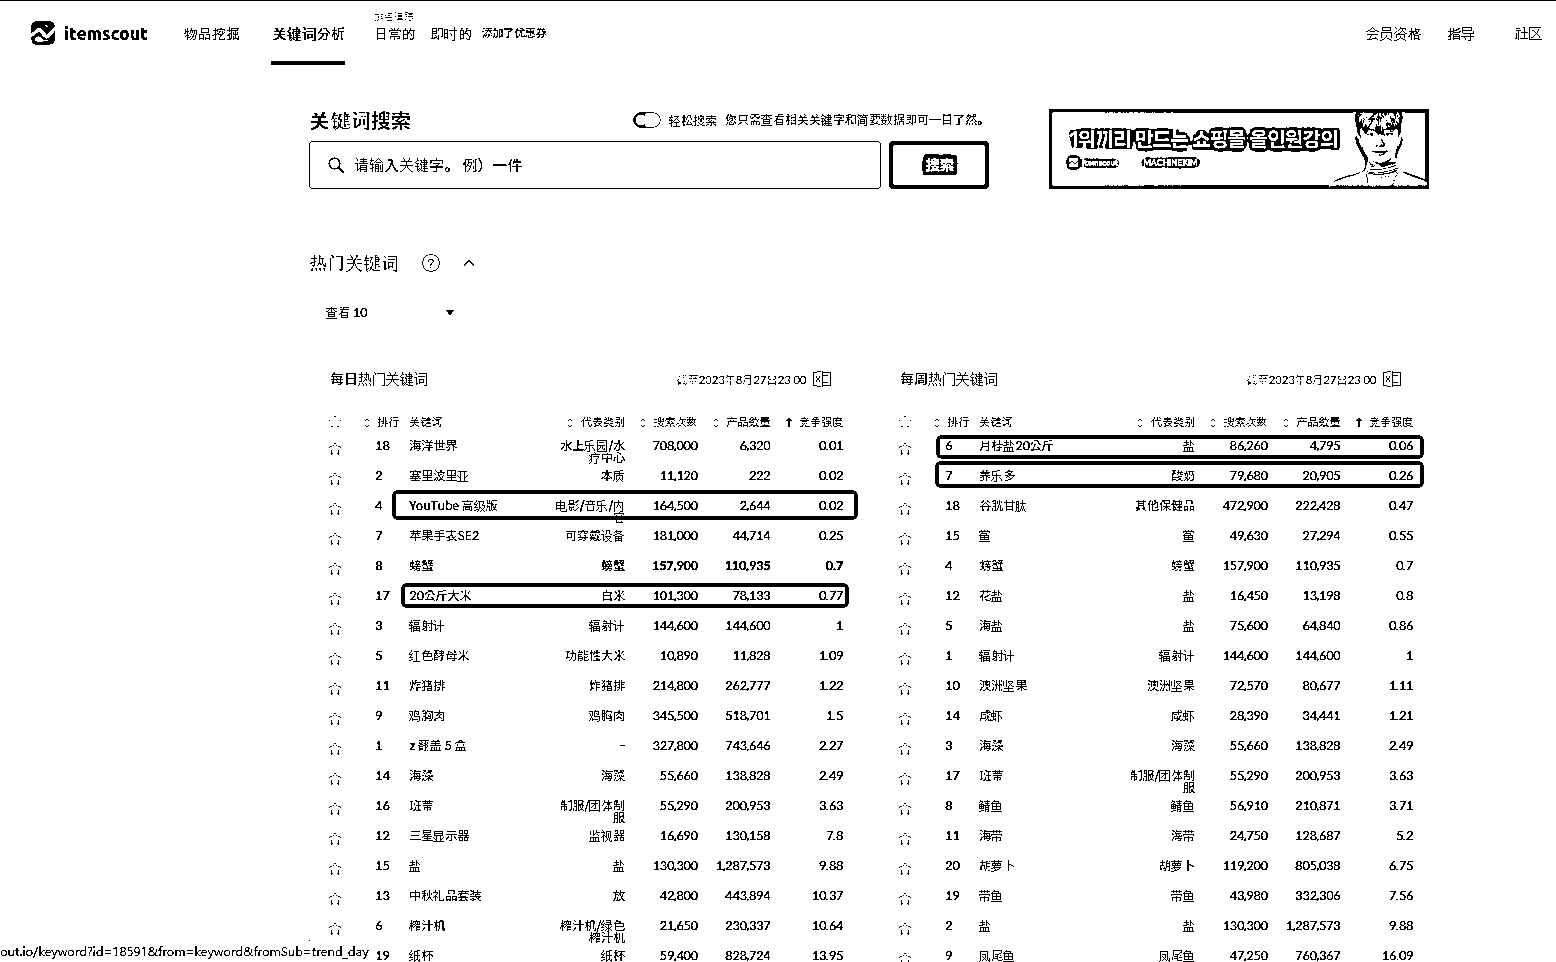 itemscout 物品挖掘 关键词分析 日常的 即时的 添加了优惠券 会员资格 指导 社区
关键词搜索 轻松搜索 您只需查看相关关键字和简要数据即可一目了然。
请输入关键字。 例）一件 搜索
1위끼리 만드는 쇼핑몰 올인원강의
itemscout MACHINEKIM
热门关键词 ?
查看 10
每日热门关键词 截至2023年8月27日23:00
排行 关键词 代表类别 搜索次数 产品数量 竞争强度
18 海洋世界 水上乐园/水疗中心 708,000 6,320 0.01
2 塞里波里亚 本质 11,120 222 0.02
4 YouTube 高级版 电影/音乐/内容 164,500 2,644 0.02
7 苹果手表SE2 可穿戴设备 181,000 44,714 0.25
8 螃蟹 螃蟹 157,900 110,935 0.7
17 20公斤大米 白米 101,300 78,133 0.77
3 辐射计 辐射计 144,600 144,600 1
5 红色酵母米 功能性大米 10,890 11,828 1.09
11 炸猪排 炸猪排 214,800 262,777 1.22
9 鸡胸肉 鸡胸肉 345,500 518,701 1.5
1 z 翻盖 5 盒 - 327,800 743,646 2.27
14 海藻 海藻 55,660 138,828 2.49
16 班蒂 制服/团体制服 55,290 200,953 3.63
12 三星显示器 监视器 16,690 130,158 7.8
15 盐 盐 130,300 1,287,573 9.88
13 中秋礼品套装 放 42,800 443,894 10.37
6 榨汁机 榨汁机/绿色榨汁机 21,650 230,337 10.64
19 纸杯 纸杯 59,400 828,724 13.95
每周热门关键词 截至2023年8月27日23:00
排行 关键词 代表类别 搜索次数 产品数量 竞争强度
6 月桂盐20公斤 盐 86,260 4,795 0.06
7 养乐多 酸奶 79,680 20,905 0.26
18 谷胱甘肽 其他保健品 472,900 222,428 0.47
15 49,630 27,294 0.55
4 螃蟹 螃蟹 157,900 110,935 0.7
12 花盐 盐 16,450 13,198 0.8
5 海盐 盐 75,600 64,840 0.86
1 辐射计 辐射计 144,600 144,600 1
10 澳洲坚果 澳洲坚果 72,570 80,677 1.11
14 咸虾 咸虾 28,390 34,441 1.21
3 海藻 海藻 55,660 138,828 2.49
17 班蒂 制服/团体制服 55,290 200,953 3.63
8 鲭鱼 鲭鱼 56,910 210,871 3.71
11 海带 海带 24,750 128,687 5.2
20 胡萝卜 胡萝卜 119,200 805,038 6.75
19 带鱼 带鱼 43,980 332,306 7.56
2 盐 盐 130,300 1,287,573 9.88
9 凤尾鱼 凤尾鱼 47,250 760,367 16.09
out.io/keyword?id=18591&from=keyword&fromSub=trend_day